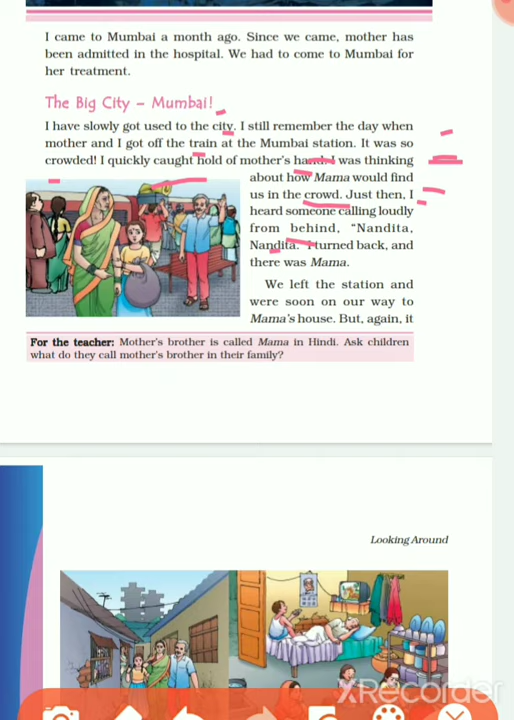 I came to Mumbai a month ago. Since we came, mother has
been admitted in the hospital. We had to come to Mumbai for
her treatment.
The Big City – Mumbai!
I have slowly got used to the city. I still remember the day when
mother and I got off the train at the Mumbai station. It was so
crowded! I quickly caught hold of mother's I was thinking
about how Mama would find
us in the crowd. Just then, I
heard someone calling loudly
from behind, “Nandita,
Nandita.” I turned back, and
there was Mama.
We left the station and
were soon on our way to
Mama's house. But, again, it
For the teacher: Mother's brother is called Mama in Hindi. Ask children
what do they call mother's brother in their family?
Looking Around
XRecorder